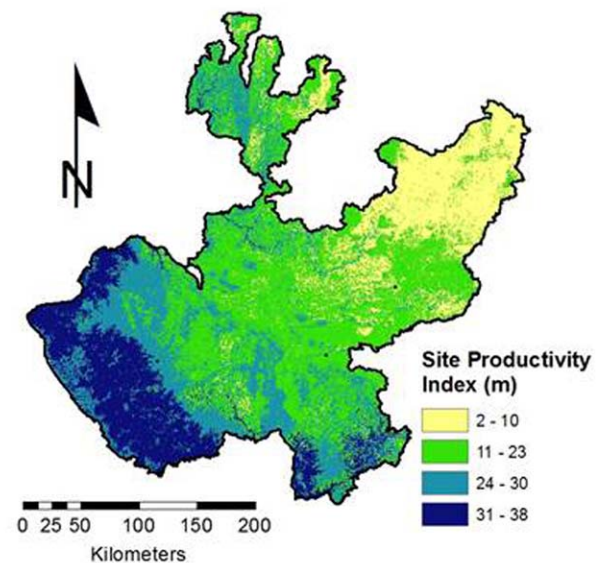 N
Site Productivity
Index (m)
2 - 10
11 - 23
24 - 30
31 - 38
0 25 50 100 150 200
Kilometers